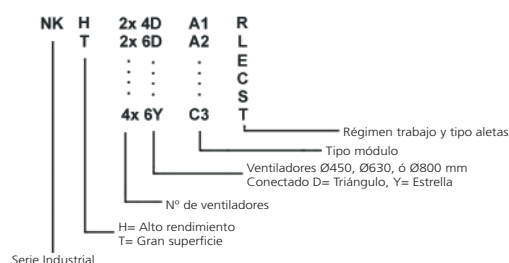 NK H 2x 4D A1 R
T 2x 6D A2 L
E
C
S
4x 6Y C3 T
Régimen trabajo y tipo aletas
Tipo módulo
Ventiladores Ø450, Ø630, ó Ø800 mm
Conectado D= Triángulo, Y= Estrella
Nº de ventiladores
H= Alto rendimiento
T= Gran superficie
Serie Industrial